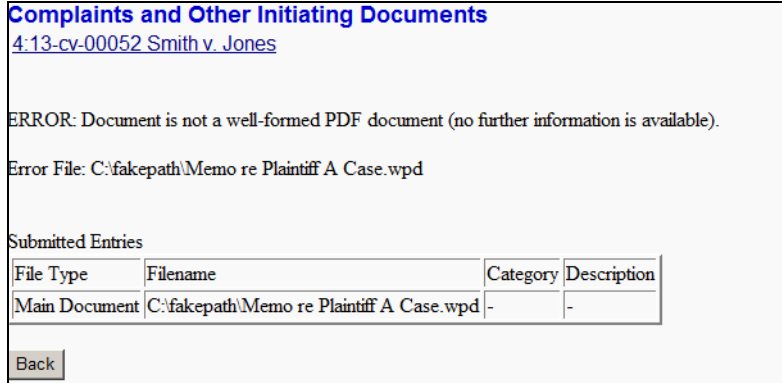 Complaints and Other Initiating Documents
4:13-cv-00052 Smith v. Jones
ERROR: Document is not a well-formed PDF document (no further information is available).
Error File: C:\fakepath\Memo re Plaintiff A Case.wpd
Submitted Entries
File Type Filename Category Description
Main Document C:\fakepath\Memo re Plaintiff A Case.wpd - -
Back